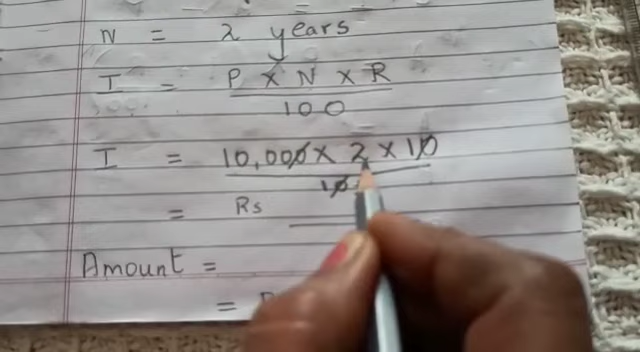 N = 2 years
I = P × N × R
100
I = 10,000 × 2 × 10
= Rs
Amount =
=